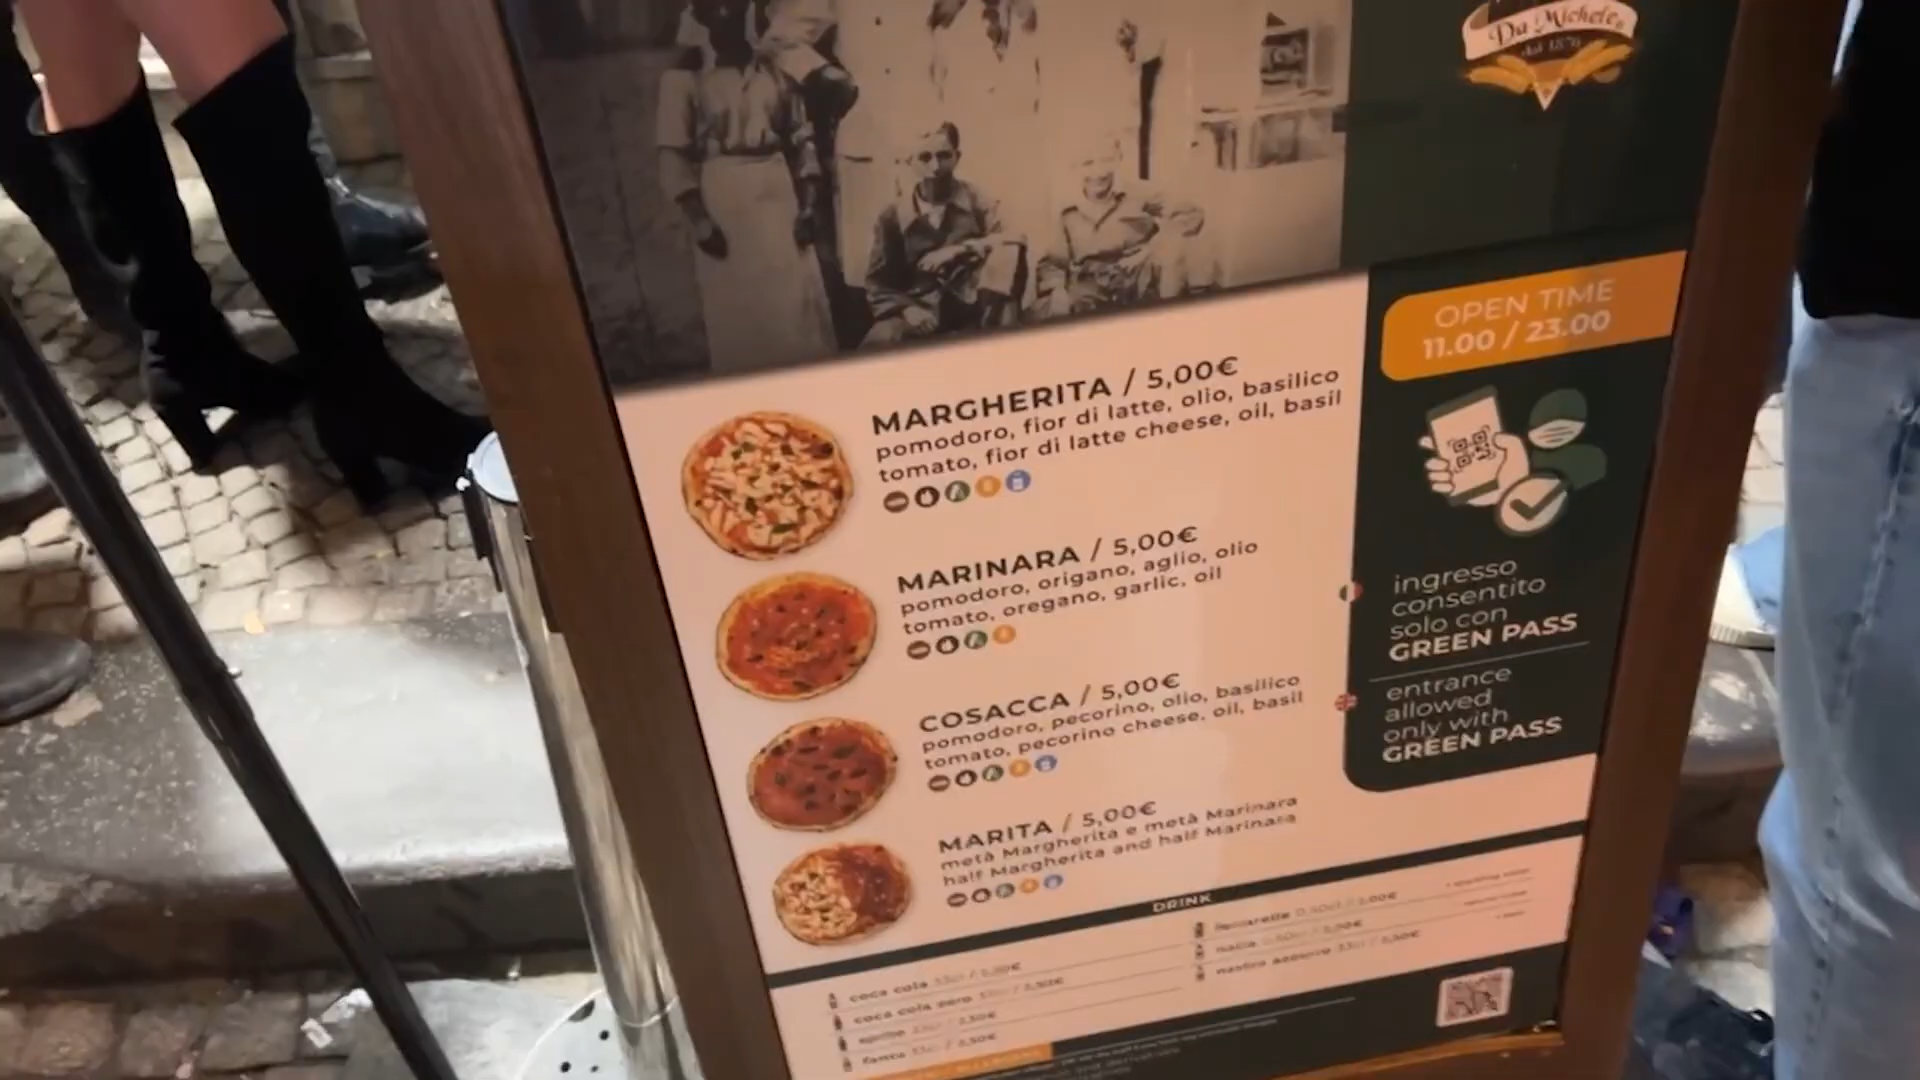 Da Michele
dal 1870
OPEN TIME
11.00 / 23.00
MARGHERITA / 5,00€
pomodoro, fior di latte, olio, basilico
tomato, fior di latte cheese, oil, basil
MARINARA / 5,00€
pomodoro, origano, aglio, olio
tomato, oregano, garlic, oil
COSACCA / 5,00€
pomodoro, pecorino, olio, basilico
tomato, pecorino cheese, oil, basil
MARITA / 5,00€
metà Margherita e metà Marinara
half Margherita and half Marinara
ingresso
consentito
solo con
GREEN PASS
entrance
allowed
only with
GREEN PASS
DRINK
coca cola
coca cola zero
fanta
nastro azzurro